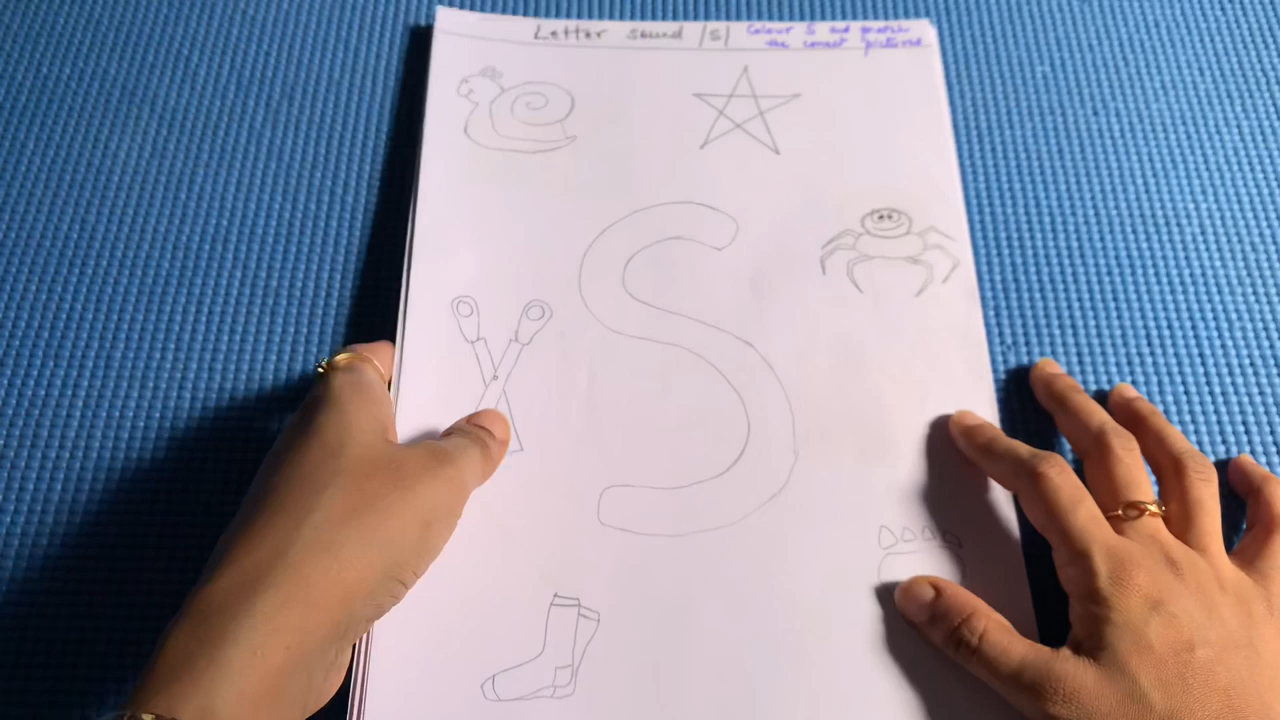 Letter sound /s/
Colour S and match
the correct pictures
S